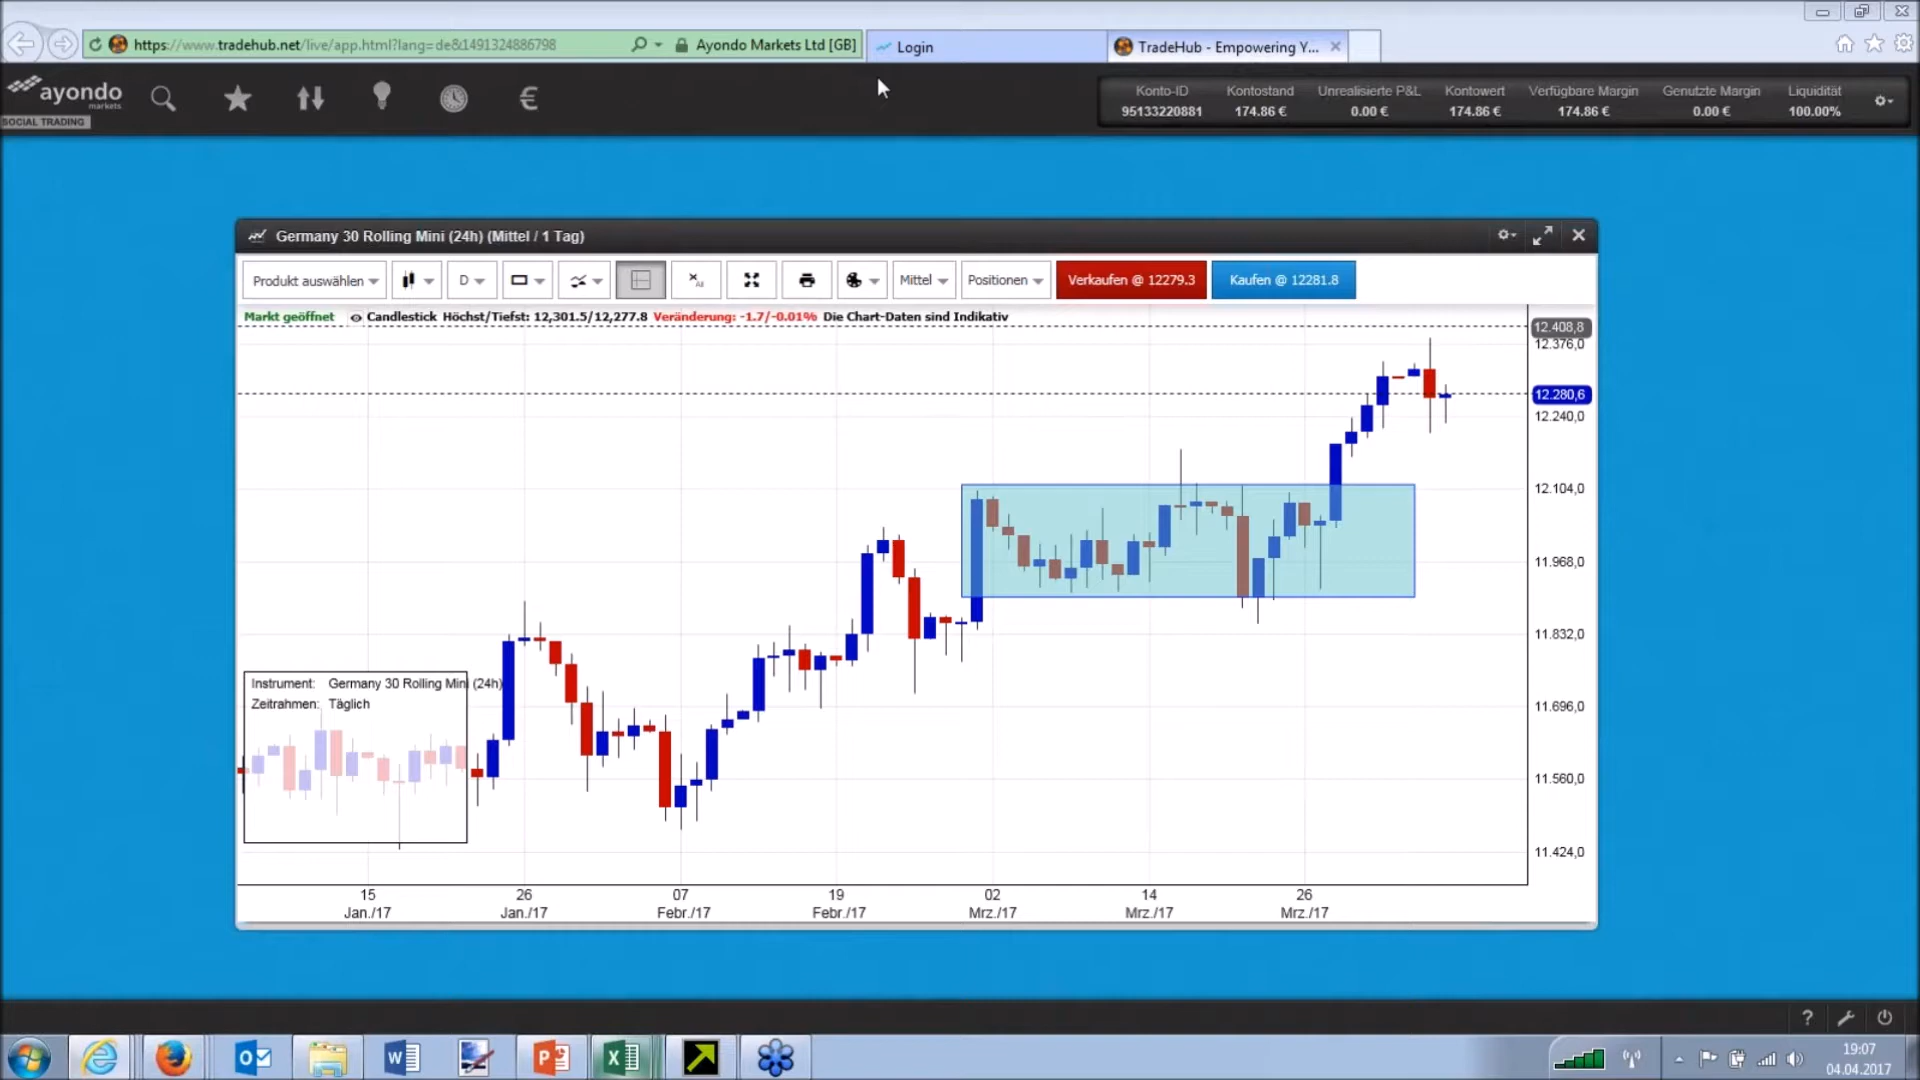 https://www.tradehub.net/live/app.html?lang=de&1491324886798
Ayondo Markets Ltd [GB]
Login
TradeHub - Empowering Y...
ayondo
markets
SOCIAL TRADING
€
Konto-ID
95133220881
Kontostand
174.86 €
Unrealisierte P&L
0.00 €
Kontowert
174.86 €
Verfügbare Margin
174.86 €
Genutzte Margin
0.00 €
Liquidität
100.00%
Germany 30 Rolling Mini (24h) (Mittel / 1 Tag)
Produkt auswählen
D
All
Mittel
Positionen
Verkaufen @ 12279.3
Kaufen @ 12281.8
Markt geöffnet Candlestick Höchst/Tiefst: 12,301.5/12,277.8 Veränderung: -1.7/-0.01% Die Chart-Daten sind Indikativ
12.408,8
12.376,0
12.280,6
12.240,0
12.104,0
11.968,0
11.832,0
11.696,0
11.560,0
11.424,0
Instrument: Germany 30 Rolling Mini (24h)
Zeitrahmen: Täglich
15 26 07 19 02 14 26
Jan./17 Jan./17 Febr./17 Febr./17 Mrz./17 Mrz./17 Mrz./17
?
19:07
04.04.2017